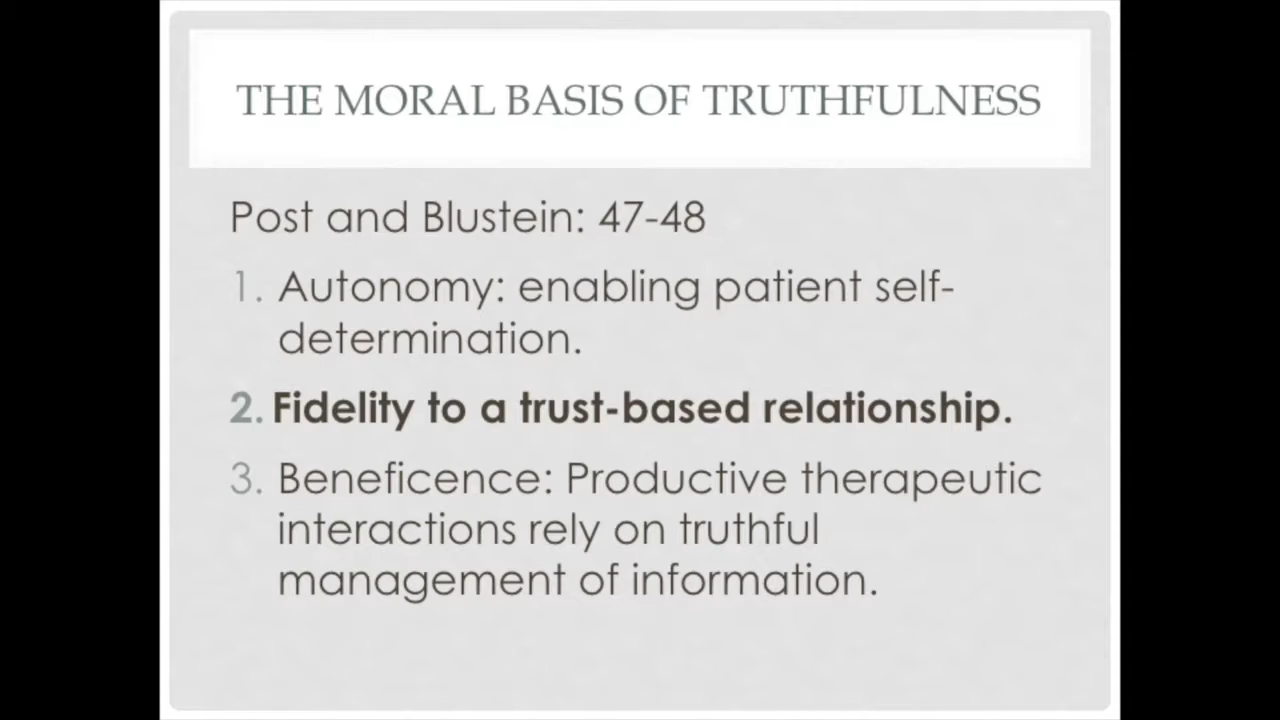 THE MORAL BASIS OF TRUTHFULNESS
Post and Blustein: 47-48
1. Autonomy: enabling patient self-
determination.
2. Fidelity to a trust-based relationship.
3. Beneficence: Productive therapeutic
interactions rely on truthful
management of information.